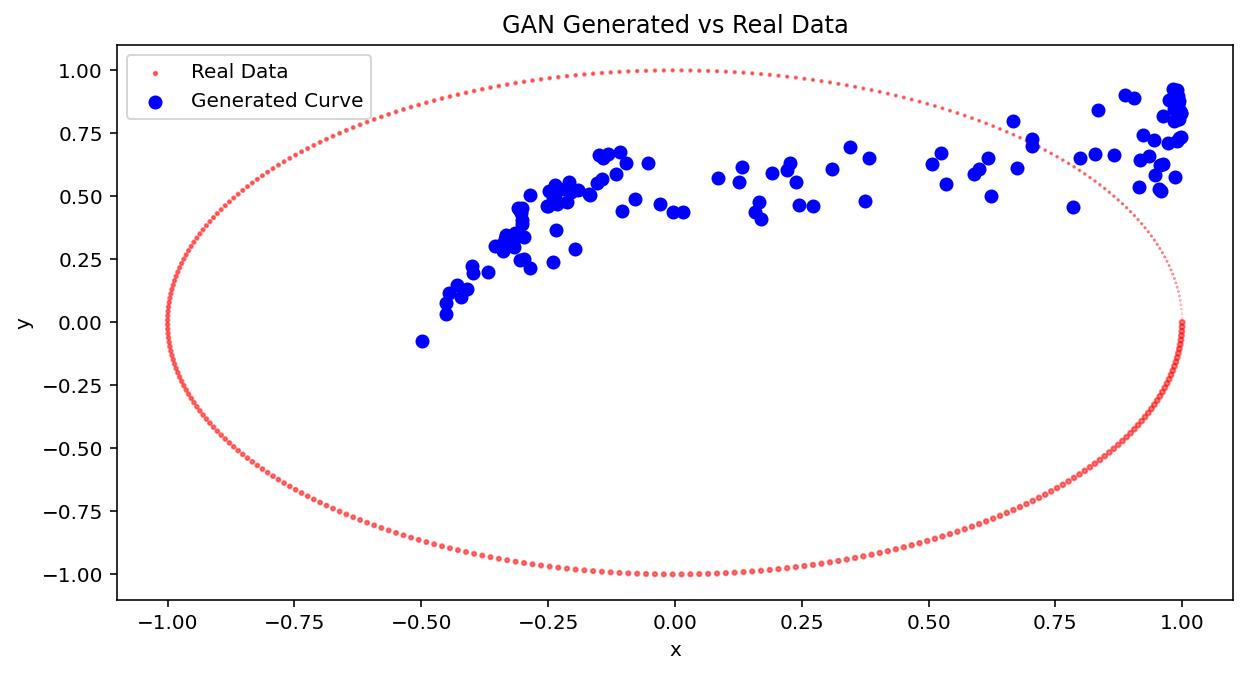 GAN Generated vs Real Data
Real Data
Generated Curve
1.00
0.75
0.50
0.25
0.00
−0.25
−0.50
−0.75
−1.00
y
−1.00 −0.75 −0.50 −0.25 0.00 0.25 0.50 0.75 1.00
x